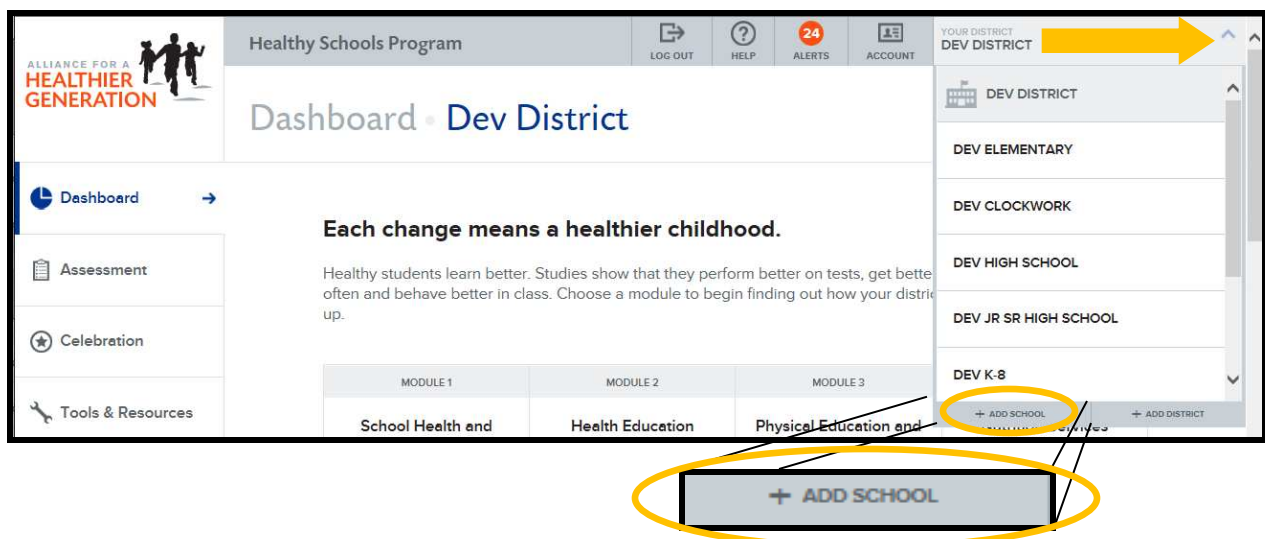 ALLIANCE FOR A
HEALTHIER
GENERATION
Healthy Schools Program
LOG OUT
?
HELP
24
ALERTS
ACCOUNT
YOUR DISTRICT
DEV DISTRICT
Dashboard • Dev District
DEV DISTRICT
DEV ELEMENTARY
DEV CLOCKWORK
DEV HIGH SCHOOL
DEV JR SR HIGH SCHOOL
DEV K-8
+ ADD SCHOOL
+ ADD DISTRICT
Dashboard
Assessment
Celebration
Tools & Resources
Each change means a healthier childhood.
Healthy students learn better. Studies show that they perform better on tests, get bette
often and behave better in class. Choose a module to begin finding out how your distri
up.
MODULE 1
MODULE 2
MODULE 3
School Health and
Health Education
Physical Education and
+ ADD SCHOOL